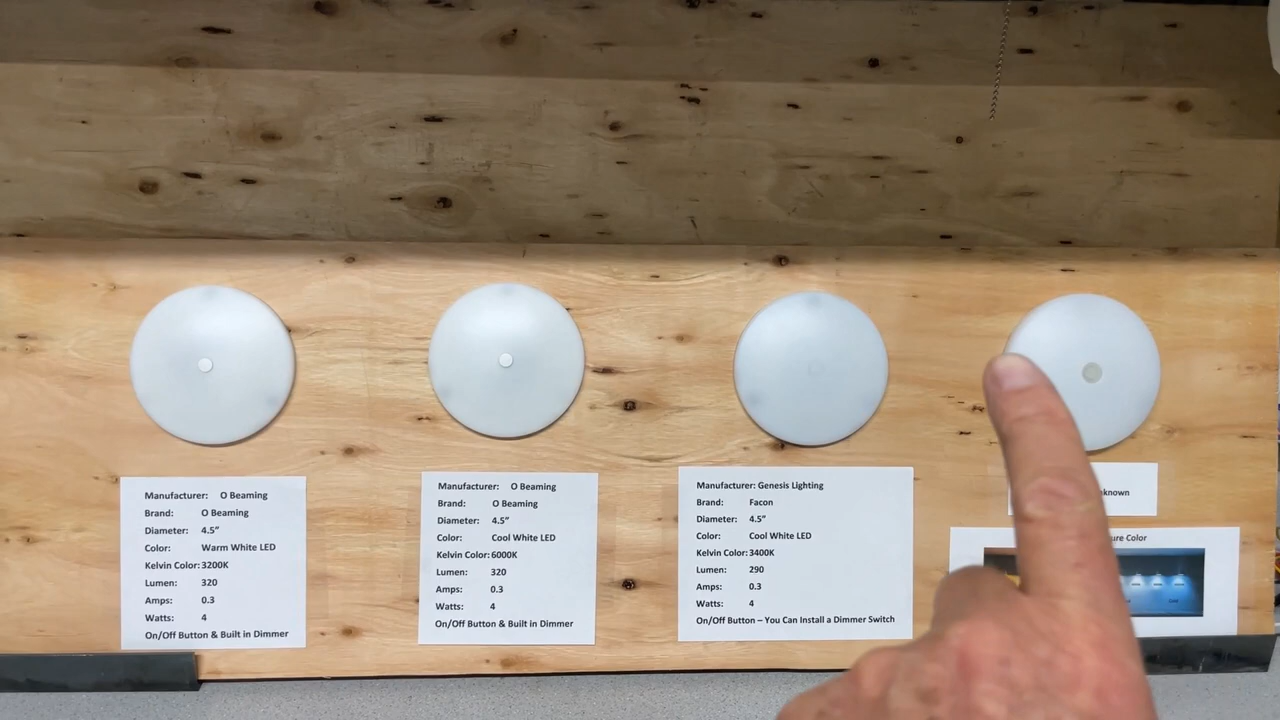 Manufacturer: O Beaming
Brand: O Beaming
Diameter: 4.5”
Color: Warm White LED
Kelvin Color: 3200K
Lumen: 320
Amps: 0.3
Watts: 4
On/Off Button & Built in Dimmer
Manufacturer: O Beaming
Brand: O Beaming
Diameter: 4.5”
Color: Cool White LED
Kelvin Color: 6000K
Lumen: 320
Amps: 0.3
Watts: 4
On/Off Button & Built in Dimmer
Manufacturer: Genesis Lighting
Brand: Facon
Diameter: 4.5”
Color: Cool White LED
Kelvin Color: 3400K
Lumen: 290
Amps: 0.3
Watts: 4
On/Off Button – You Can Install a Dimmer Switch
known
ure Color